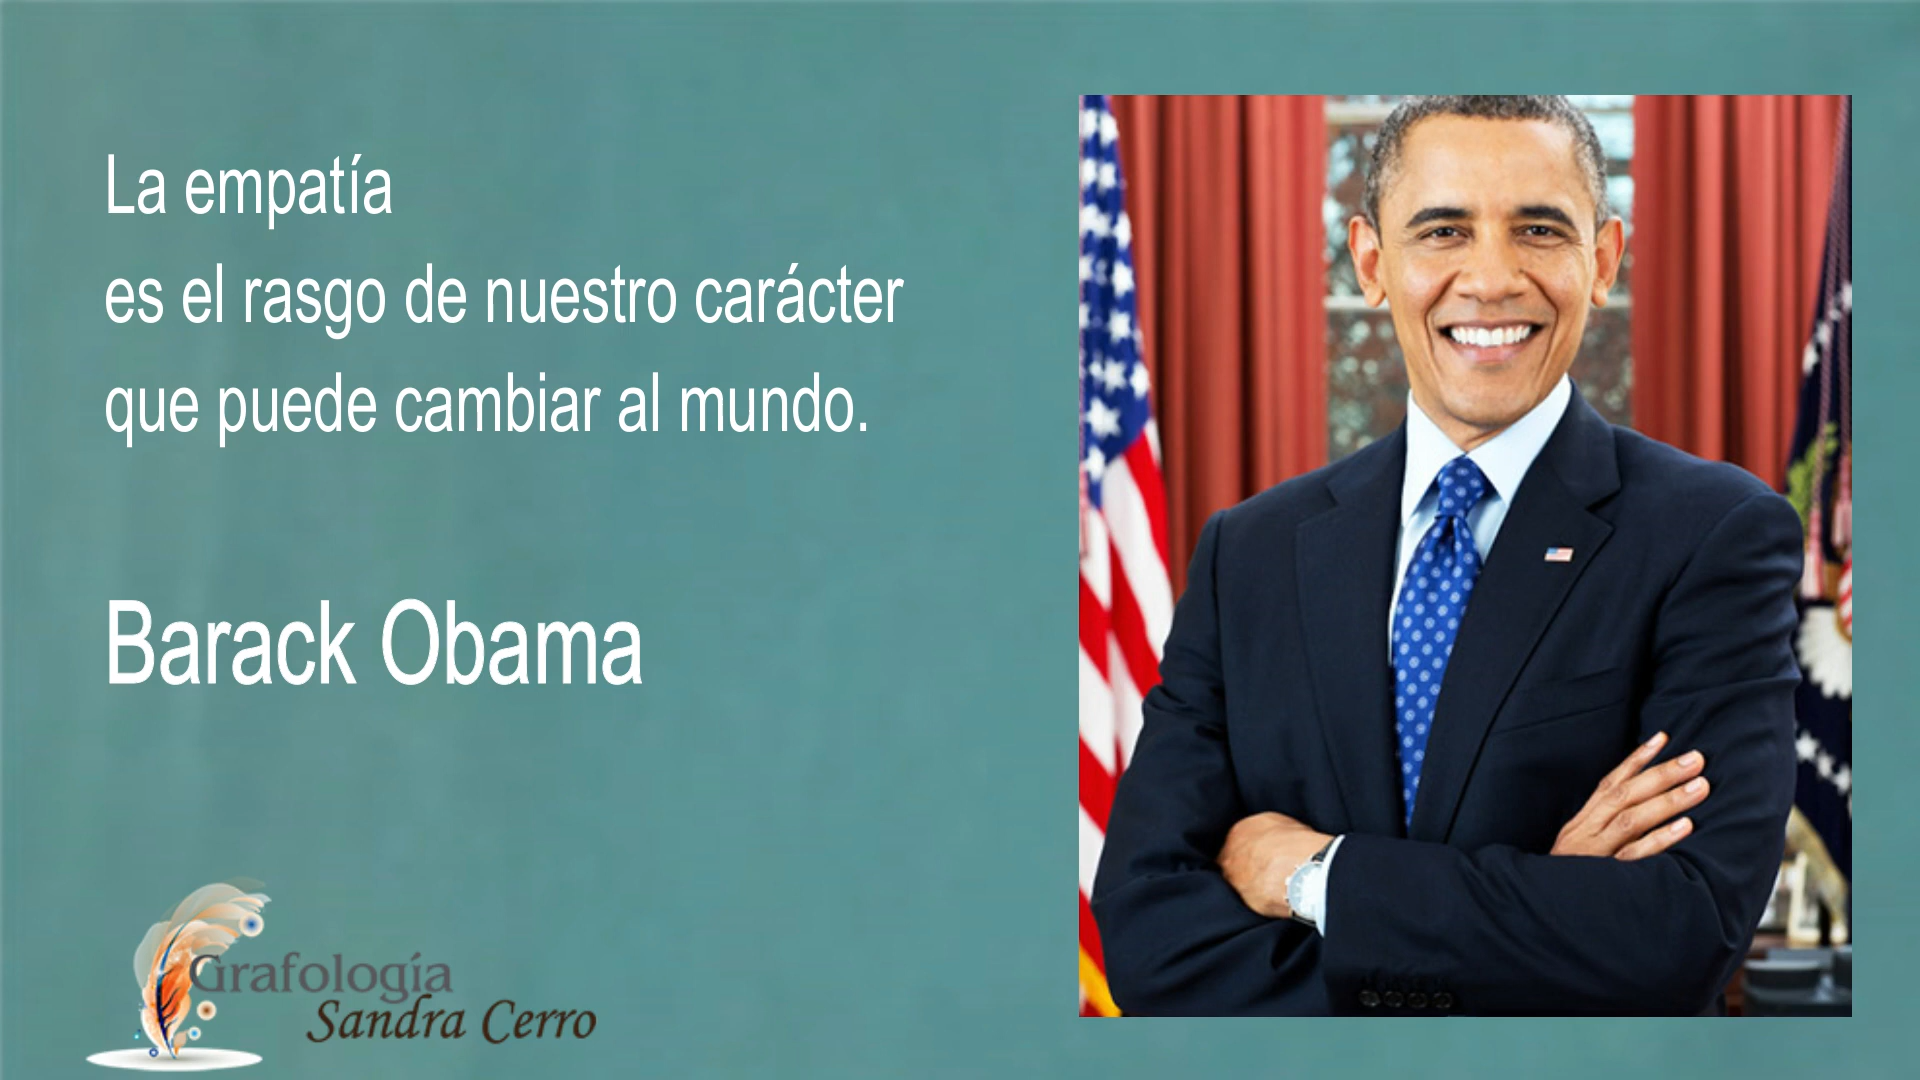 La empatía
es el rasgo de nuestro carácter
que puede cambiar al mundo.
Barack Obama
Grafología
Sandra Cerro